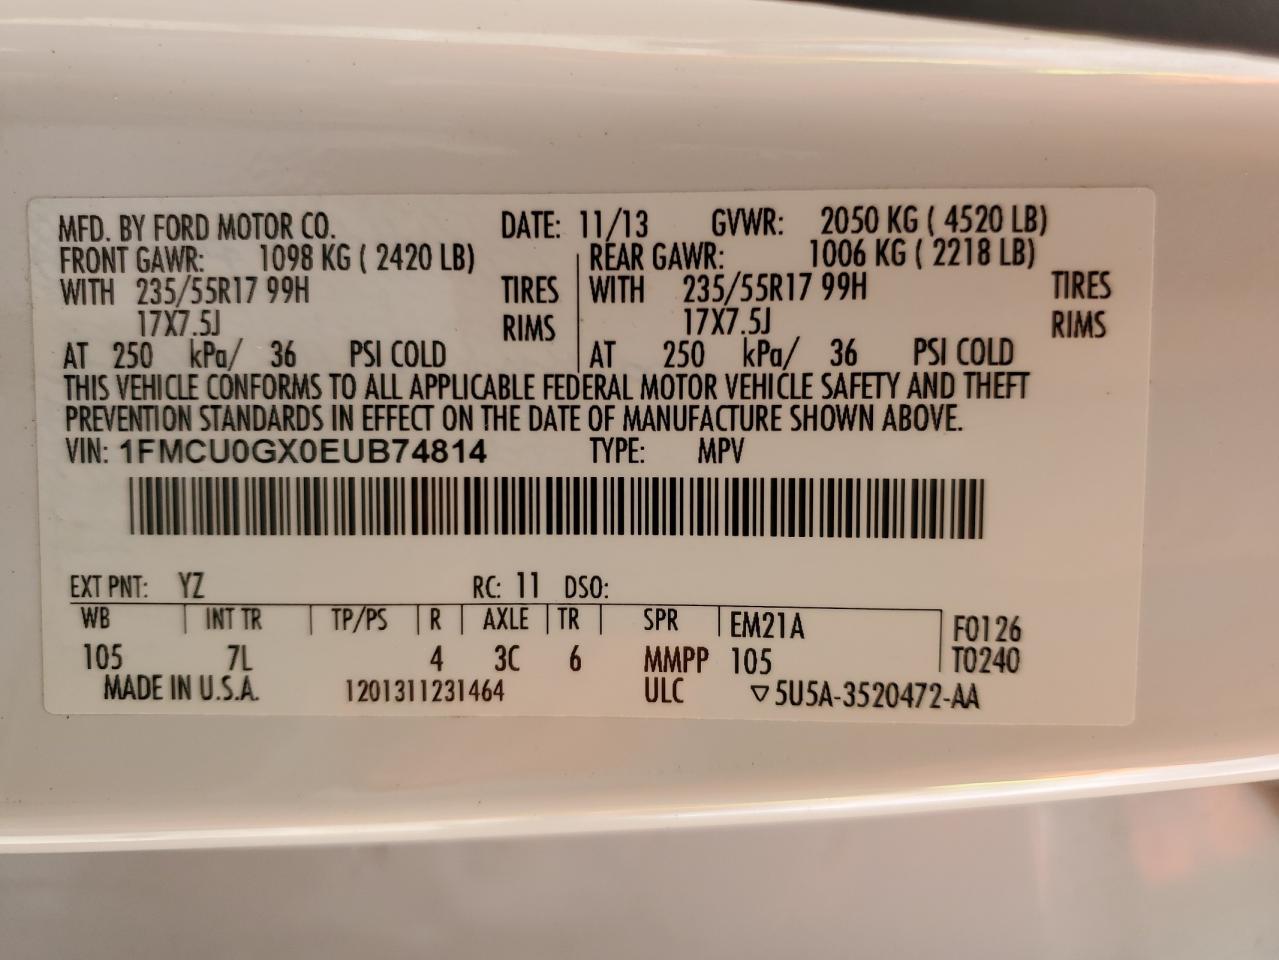 MFD. BY FORD MOTOR CO. DATE: 11/13 GVWR: 2050 KG ( 4520 LB)
FRONT GAWR: 1098 KG ( 2420 LB) REAR GAWR: 1006 KG ( 2218 LB)
WITH 235/55R17 99H TIRES WITH 235/55R17 99H TIRES
17X7.5J RIMS 17X7.5J RIMS
AT 250 kPa/ 36 PSI COLD AT 250 kPa/ 36 PSI COLD
THIS VEHICLE CONFORMS TO ALL APPLICABLE FEDERAL MOTOR VEHICLE SAFETY AND THEFT
PREVENTION STANDARDS IN EFFECT ON THE DATE OF MANUFACTURE SHOWN ABOVE.
VIN: 1FMCU0GX0EUB74814 TYPE: MPV
EXT PNT: YZ RC: 11 DSO:
WB INT TR TP/PS R AXLE TR SPR EM21A F0126
105 7L 4 3C 6 MMPP 105 T0240
MADE IN U.S.A. 1201311231464 ULC ▽5U5A-3520472-AA